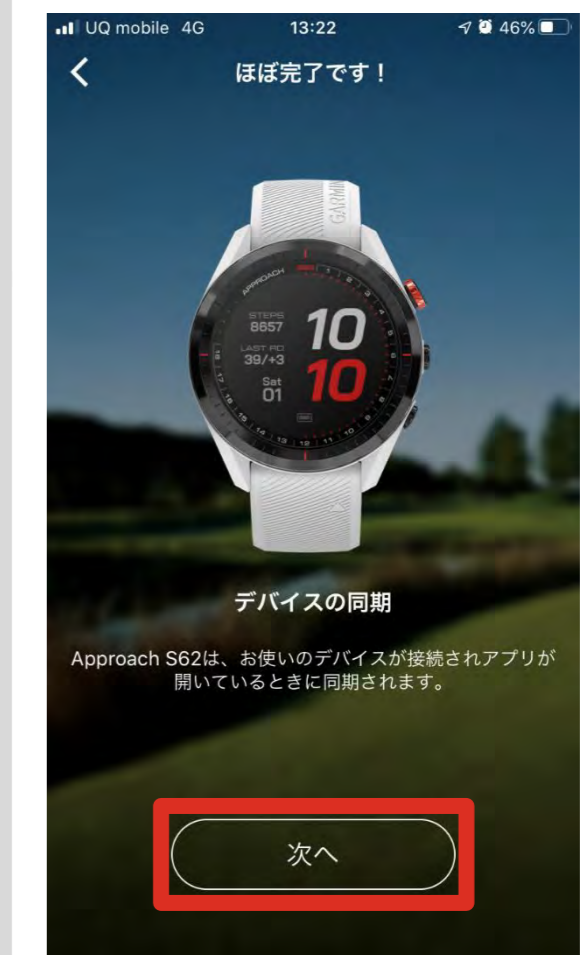 UQ mobile 4G 13:22 46%
ほぼ完了です！
GARMIN
APPROACH
STEPS
8657
LAST RD
39/+3
Sat
01
10
10
デバイスの同期
Approach S62は、お使いのデバイスが接続されアプリが
開いているときに同期されます。
次へ